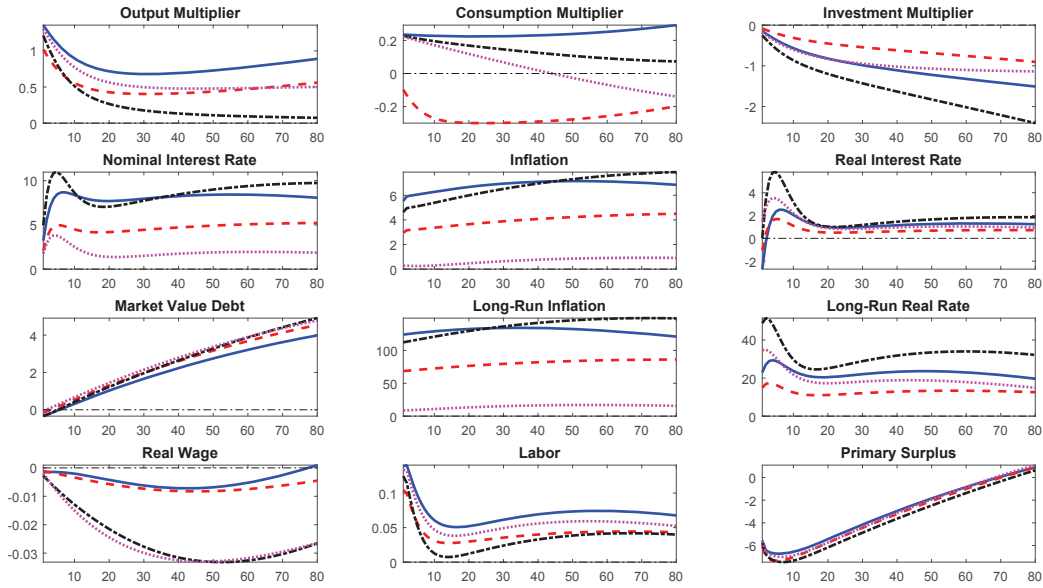 Output Multiplier
1
0.5
0
10 20 30 40 50 60 70 80
Consumption Multiplier
0.2
0
-0.2
10 20 30 40 50 60 70 80
Investment Multiplier
0
-1
-2
10 20 30 40 50 60 70 80
Nominal Interest Rate
10
5
0
10 20 30 40 50 60 70 80
Inflation
6
4
2
0
10 20 30 40 50 60 70 80
Real Interest Rate
4
2
0
-2
10 20 30 40 50 60 70 80
Market Value Debt
4
2
0
10 20 30 40 50 60 70 80
Long-Run Inflation
100
50
0
10 20 30 40 50 60 70 80
Long-Run Real Rate
40
20
0
10 20 30 40 50 60 70 80
Real Wage
0
-0.01
-0.02
-0.03
10 20 30 40 50 60 70 80
Labor
0.1
0.05
0
10 20 30 40 50 60 70 80
Primary Surplus
0
-2
-4
-6
10 20 30 40 50 60 70 80